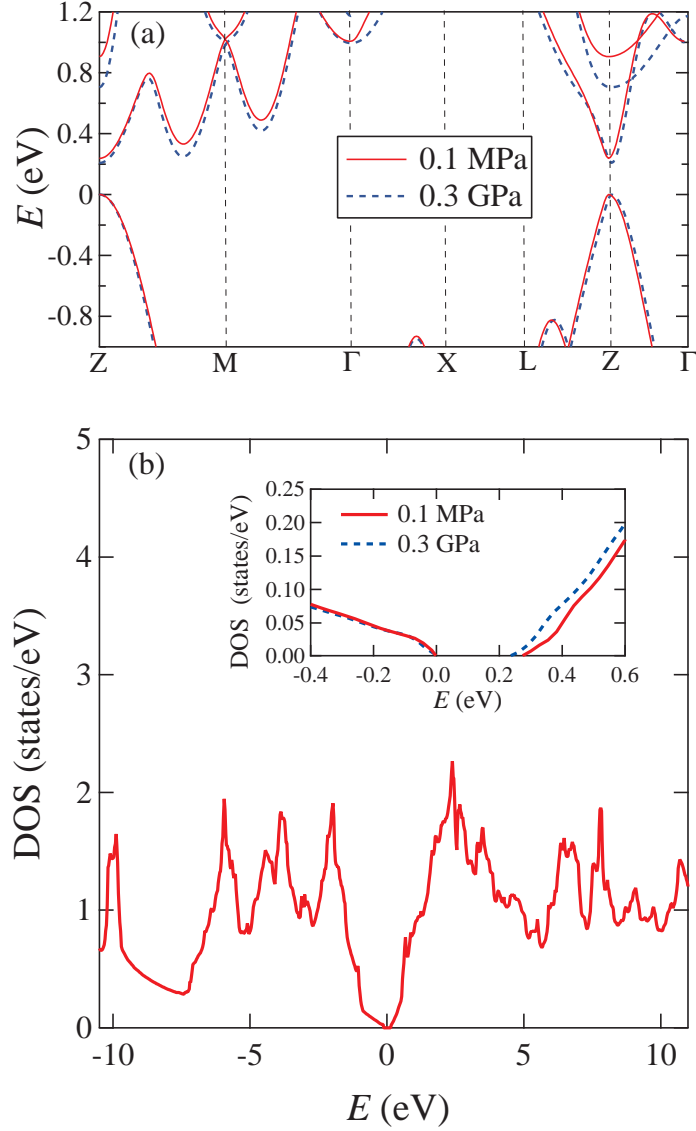 (a)
1.2
0.8
0.4
0
-0.4
-0.8
E (eV)
0.1 MPa
0.3 GPa
Z M Γ X L Z Γ
(b)
5
4
3
2
1
0
DOS (states/eV)
0.25
0.20
0.15
0.10
0.05
0.00
DOS (states/eV)
0.1 MPa
0.3 GPa
-0.4 -0.2 0.0 0.2 0.4 0.6
E (eV)
-10 -5 0 5 10
E (eV)